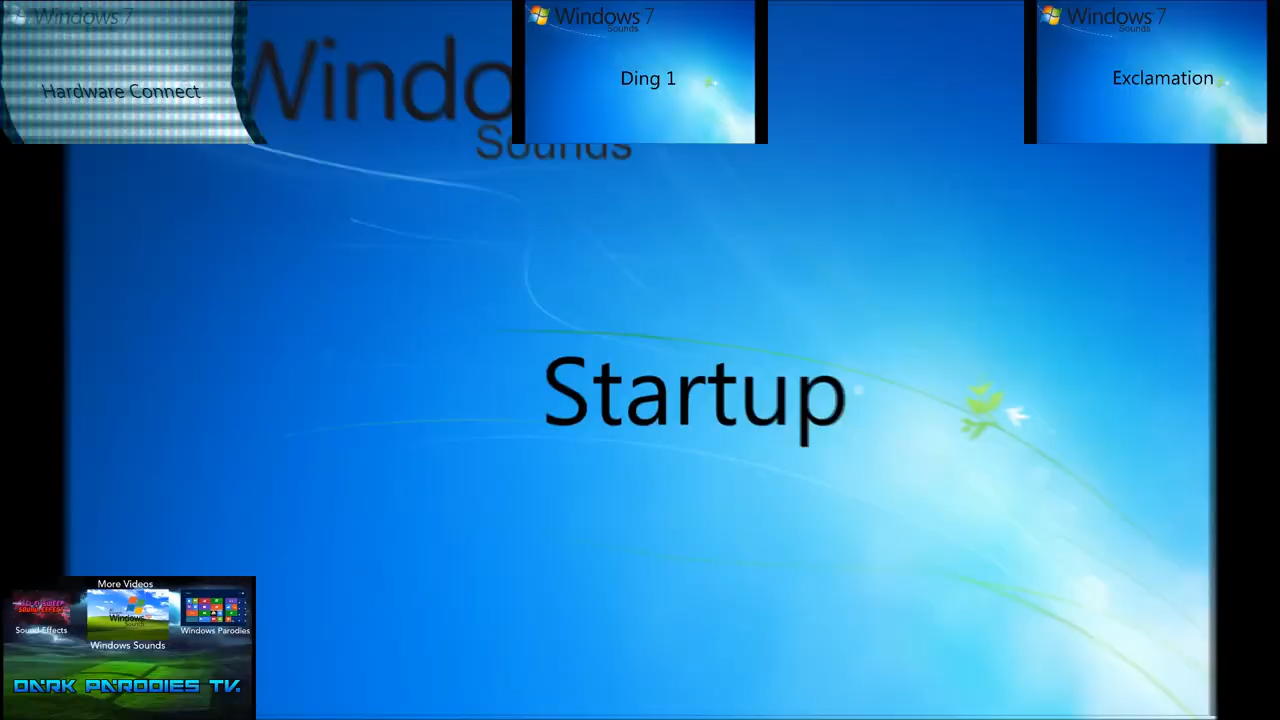 Windows 7
Sounds
Hardware Connect
Windows 7
Sounds
Ding 1
Windows 7
Sounds
Exclamation
Windo
Sounds
Startup
More Videos
Sound Effects
Windows Sounds
Windows Parodies
DARK PARODIES TV.